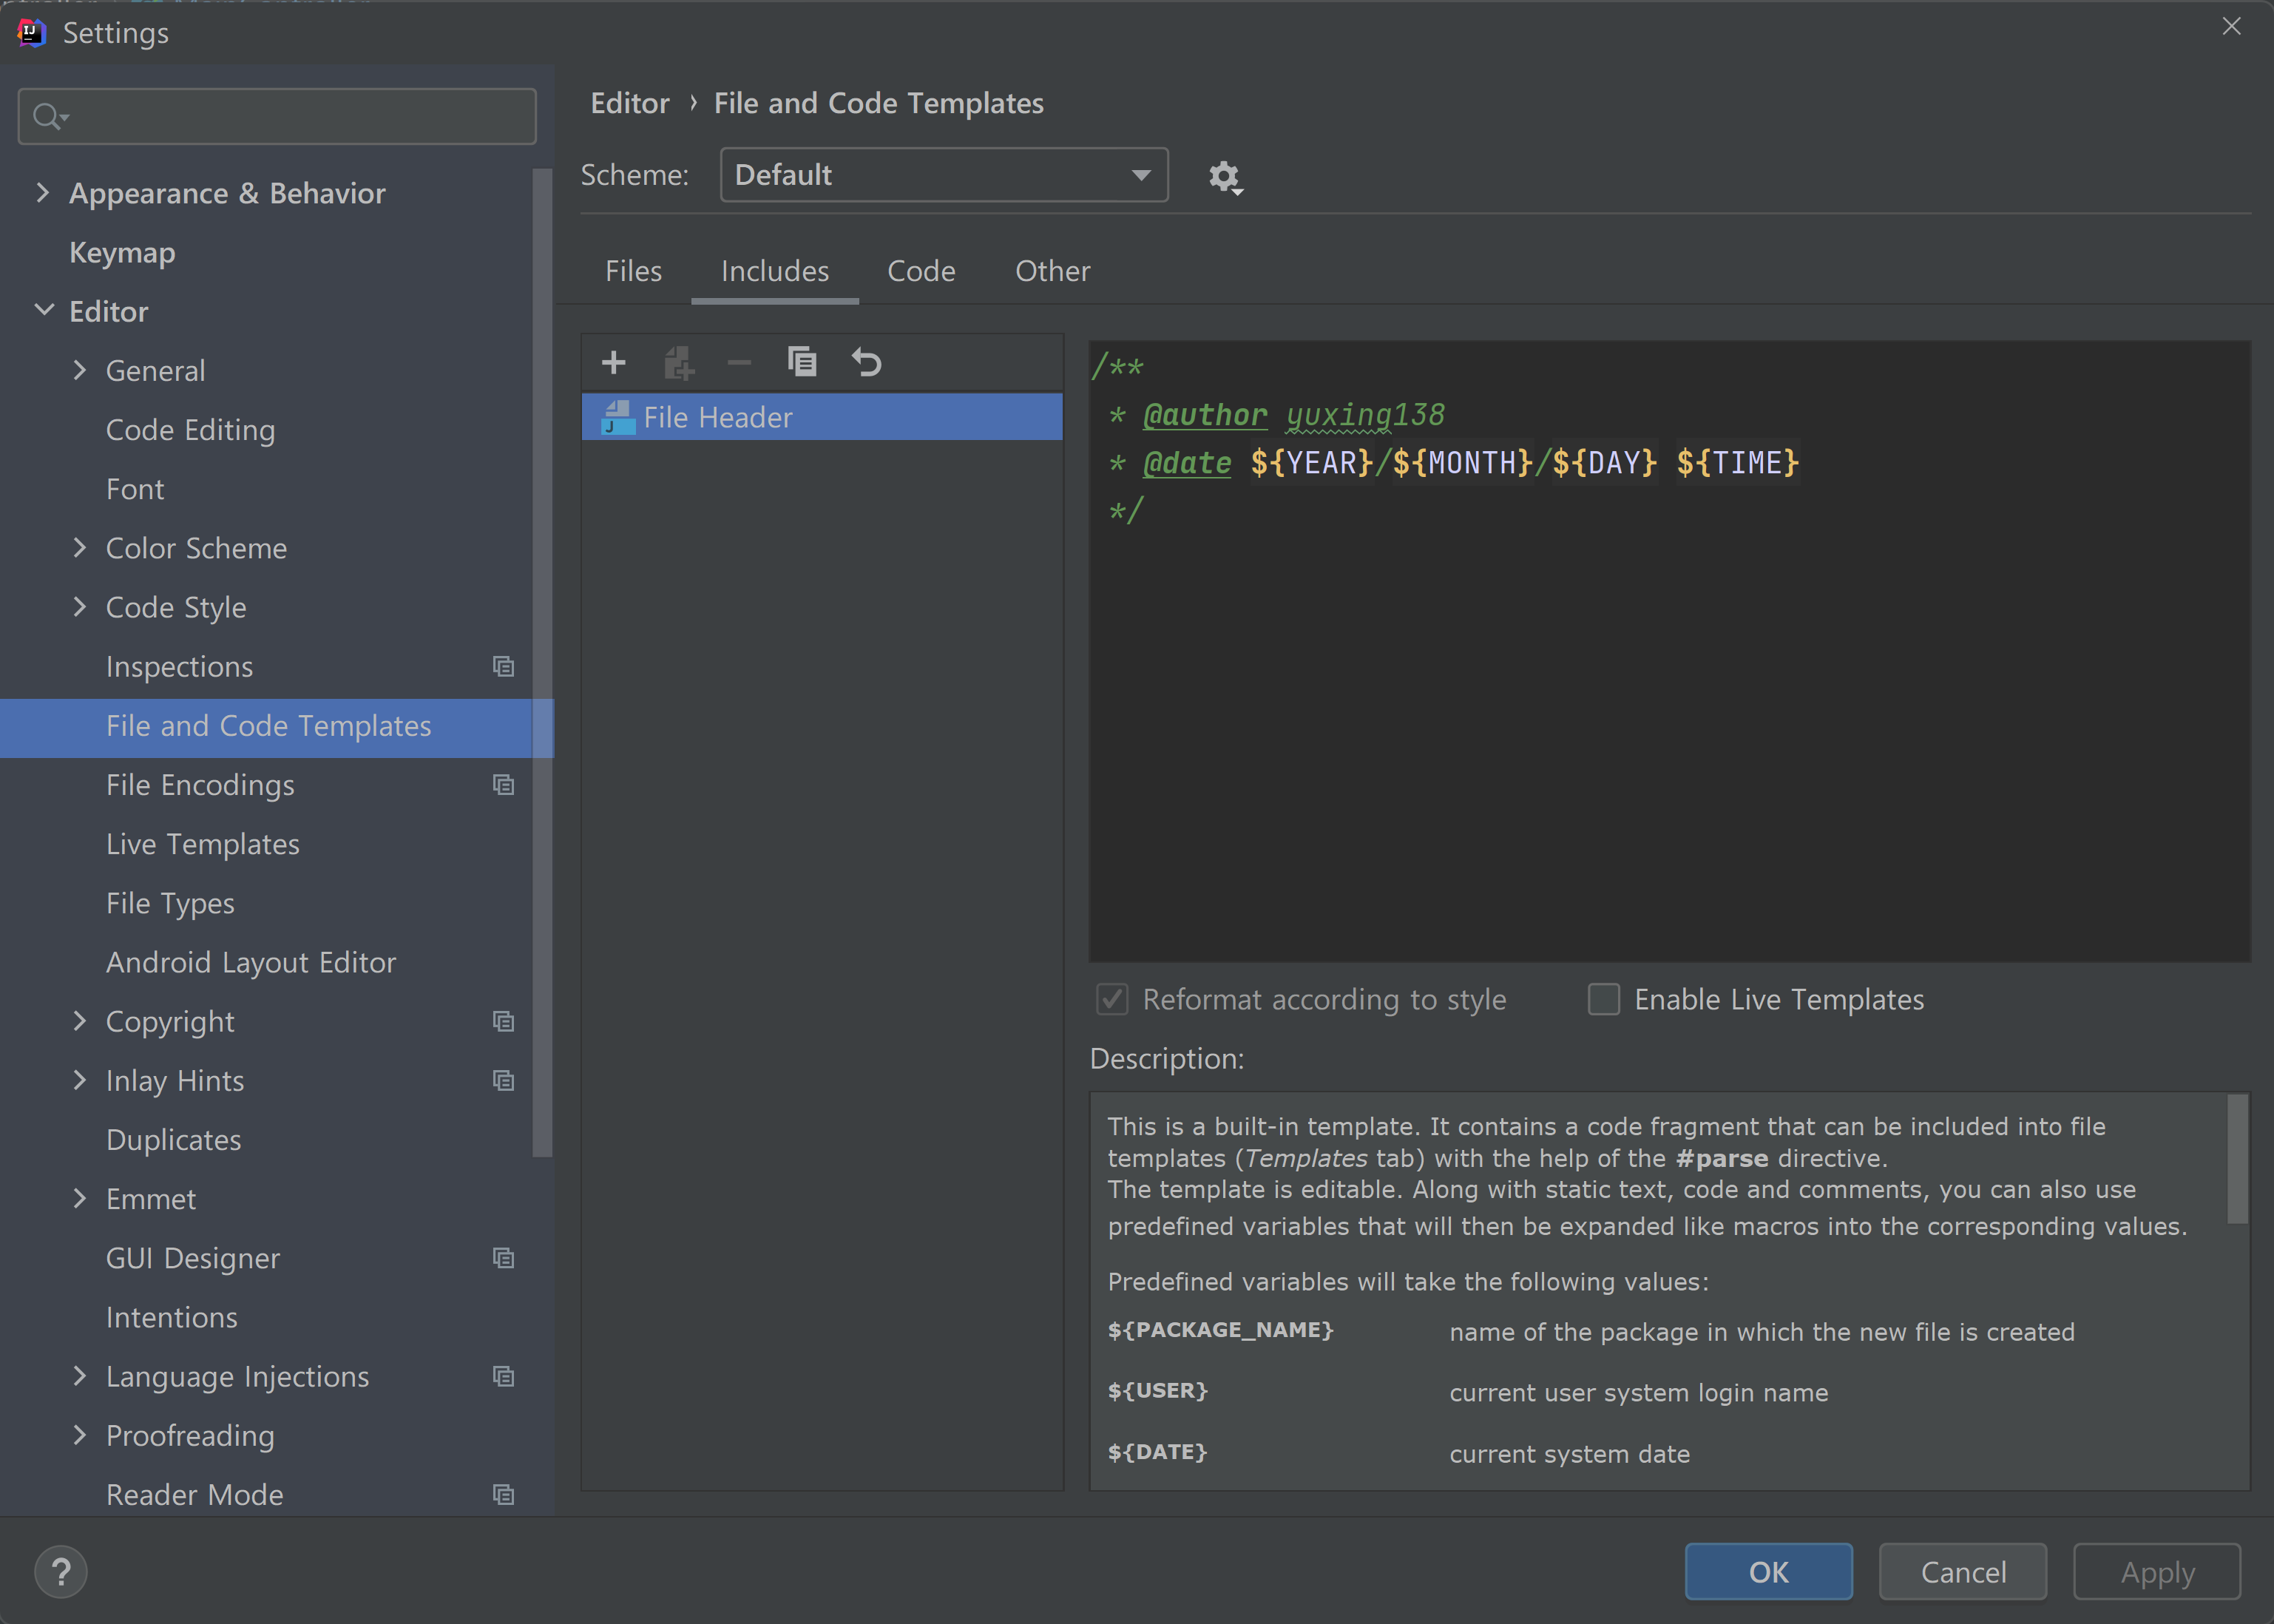 Settings
Appearance & Behavior
Keymap
Editor
General
Code Editing
Font
Color Scheme
Code Style
Inspections
File and Code Templates
File Encodings
Live Templates
File Types
Android Layout Editor
Copyright
Inlay Hints
Duplicates
Emmet
GUI Designer
Intentions
Language Injections
Proofreading
Reader Mode
Editor › File and Code Templates
Scheme: Default
Files Includes Code Other
File Header
/**
* @author yuxing138
* @date ${YEAR}/${MONTH}/${DAY} ${TIME}
*/
Reformat according to style Enable Live Templates
Description:
This is a built-in template. It contains a code fragment that can be included into file
templates (Templates tab) with the help of the #parse directive.
The template is editable. Along with static text, code and comments, you can also use
predefined variables that will then be expanded like macros into the corresponding values.
Predefined variables will take the following values:
${PACKAGE_NAME} name of the package in which the new file is created
${USER} current user system login name
${DATE} current system date
? OK Cancel Apply